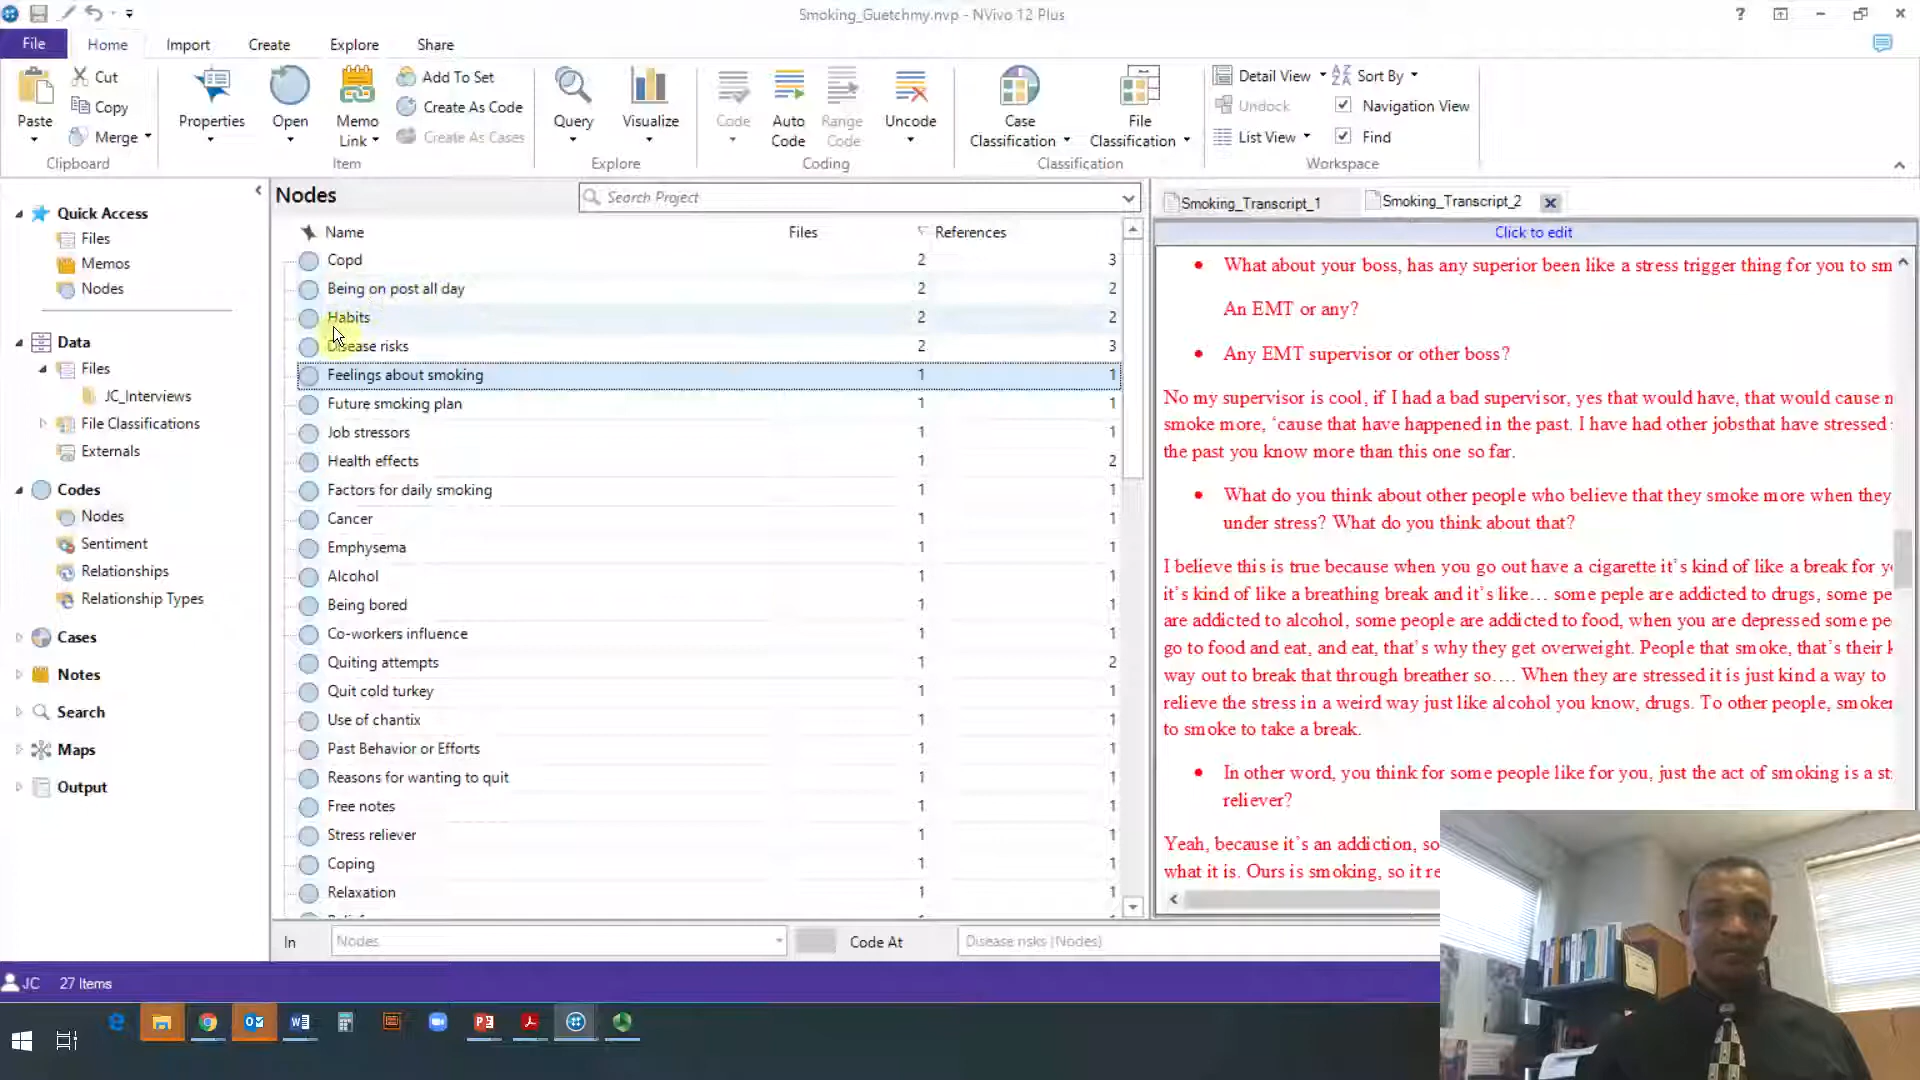 Smoking_Guetchmy.nvp - NVivo 12 Plus
File Home Import Create Explore Share
Paste
Cut
Copy
Merge
Clipboard
Properties
Open
Memo
Link
Add To Set
Create As Code
Create As Cases
Item
Query
Visualize
Explore
Code
Auto
Code
Range
Code
Uncode
Coding
Case
Classification
File
Classification
Classification
Detail View
Sort By
Undock
Navigation View
List View
Find
Workspace
Quick Access
Files
Memos
Nodes
Data
Files
JC_Interviews
File Classifications
Externals
Codes
Nodes
Sentiment
Relationships
Relationship Types
Cases
Notes
Search
Maps
Output
Nodes
Search Project
Name Files References
Copd 2 3
Being on post all day 2 2
Habits 2 2
Disease risks 2 3
Feelings about smoking 1 1
Future smoking plan 1 1
Job stressors 1 1
Health effects 1 2
Factors for daily smoking 1 1
Cancer 1 1
Emphysema 1 1
Alcohol 1 1
Being bored 1 1
Co-workers influence 1 1
Quiting attempts 1 2
Quit cold turkey 1 1
Use of chantix 1 1
Past Behavior or Efforts 1 1
Reasons for wanting to quit 1 1
Free notes 1 1
Stress reliever 1 1
Coping 1 1
Relaxation 1 1
In Nodes Code At Disease risks (Nodes)
Smoking_Transcript_1 Smoking_Transcript_2
Click to edit
• What about your boss, has any superior been like a stress trigger thing for you to sm
An EMT or any?
• Any EMT supervisor or other boss?
No my supervisor is cool, if I had a bad supervisor, yes that would have, that would cause
smoke more, ‘cause that have happened in the past. I have had other jobsthat have stressed
the past you know more than this one so far.
• What do you think about other people who believe that they smoke more when they
under stress? What do you think about that?
I believe this is true because when you go out have a cigarette it’s kind of like a break for
it’s kind of like a breathing break and it’s like… some peple are addicted to drugs, some pe
are addicted to alcohol, some people are addicted to food, when you are depressed some pe
go to food and eat, and eat, that’s why they get overweight. People that smoke, that’s their
way out to break that through breather so…. When they are stressed it is just kind a way to
relieve the stress in a weird way just like alcohol you know, drugs. To other people, smoker
to smoke to take a break.
• In other word, you think for some people like for you, just the act of smoking is a st
reliever?
Yeah, because it’s an addiction, so
what it is. Ours is smoking, so it re
JC 27 Items